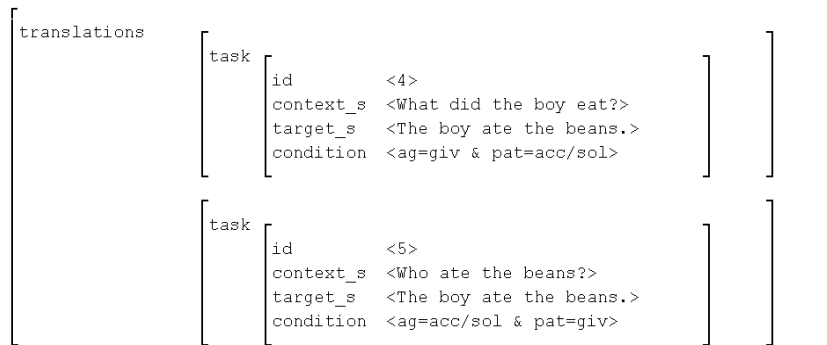 translations
task
id <4>
context_s <What did the boy eat?>
target_s <The boy ate the beans.>
condition <ag=giv & pat=acc/sol>
task
id <5>
context_s <Who ate the beans?>
target_s <The boy ate the beans.>
condition <ag=acc/sol & pat=giv>